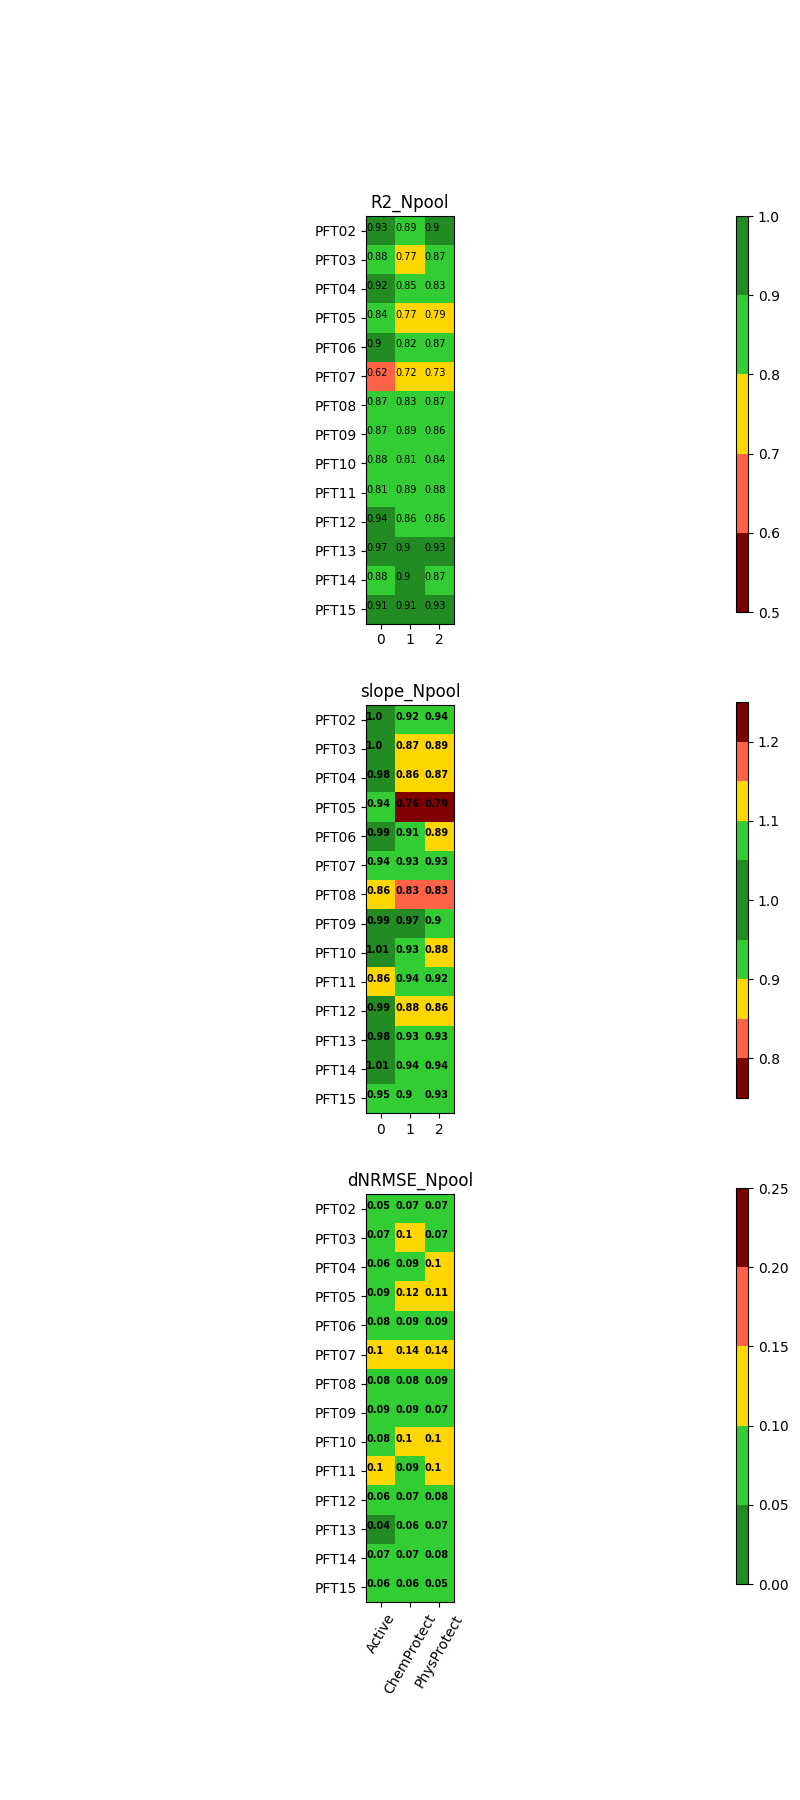 R2_Npool
PFT02 0.93 0.89 0.9
PFT03 0.88 0.77 0.87
PFT04 0.92 0.85 0.83
PFT05 0.84 0.77 0.79
PFT06 0.9 0.82 0.87
PFT07 0.62 0.72 0.73
PFT08 0.87 0.83 0.87
PFT09 0.87 0.89 0.86
PFT10 0.88 0.81 0.84
PFT11 0.81 0.89 0.88
PFT12 0.94 0.86 0.86
PFT13 0.97 0.9 0.93
PFT14 0.88 0.9 0.87
PFT15 0.91 0.91 0.93
0 1 2
1.0
0.9
0.8
0.7
0.6
0.5
slope_Npool
PFT02 1.0 0.92 0.94
PFT03 1.0 0.87 0.89
PFT04 0.98 0.86 0.87
PFT05 0.94 0.76 0.79
PFT06 0.99 0.91 0.89
PFT07 0.94 0.93 0.93
PFT08 0.86 0.83 0.83
PFT09 0.99 0.97 0.9
PFT10 1.01 0.93 0.88
PFT11 0.86 0.94 0.92
PFT12 0.99 0.88 0.86
PFT13 0.98 0.93 0.93
PFT14 1.01 0.94 0.94
PFT15 0.95 0.9 0.93
0 1 2
1.2
1.1
1.0
0.9
0.8
dNRMSE_Npool
PFT02 0.05 0.07 0.07
PFT03 0.07 0.1 0.07
PFT04 0.06 0.09 0.1
PFT05 0.09 0.12 0.11
PFT06 0.08 0.09 0.09
PFT07 0.1 0.14 0.14
PFT08 0.08 0.08 0.09
PFT09 0.09 0.09 0.07
PFT10 0.08 0.1 0.1
PFT11 0.1 0.09 0.1
PFT12 0.06 0.07 0.08
PFT13 0.04 0.06 0.07
PFT14 0.07 0.07 0.08
PFT15 0.06 0.06 0.05
Active ChemProtect PhysProtect
0.25
0.20
0.15
0.10
0.05
0.00